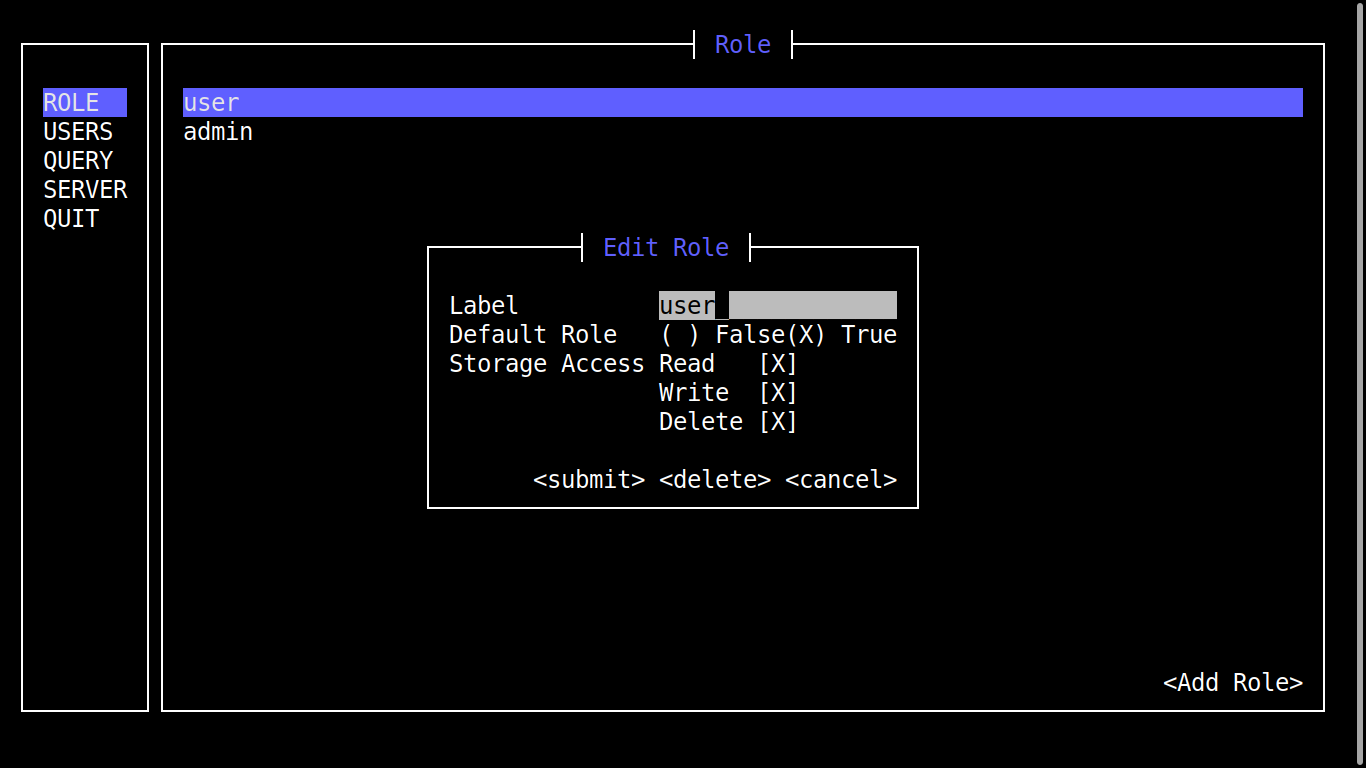 Role
ROLE
USERS
QUERY
SERVER
QUIT
user
admin
Edit Role
Label user
Default Role ( ) False(X) True
Storage Access Read [X]
Write [X]
Delete [X]
<submit> <delete> <cancel>
<Add Role>